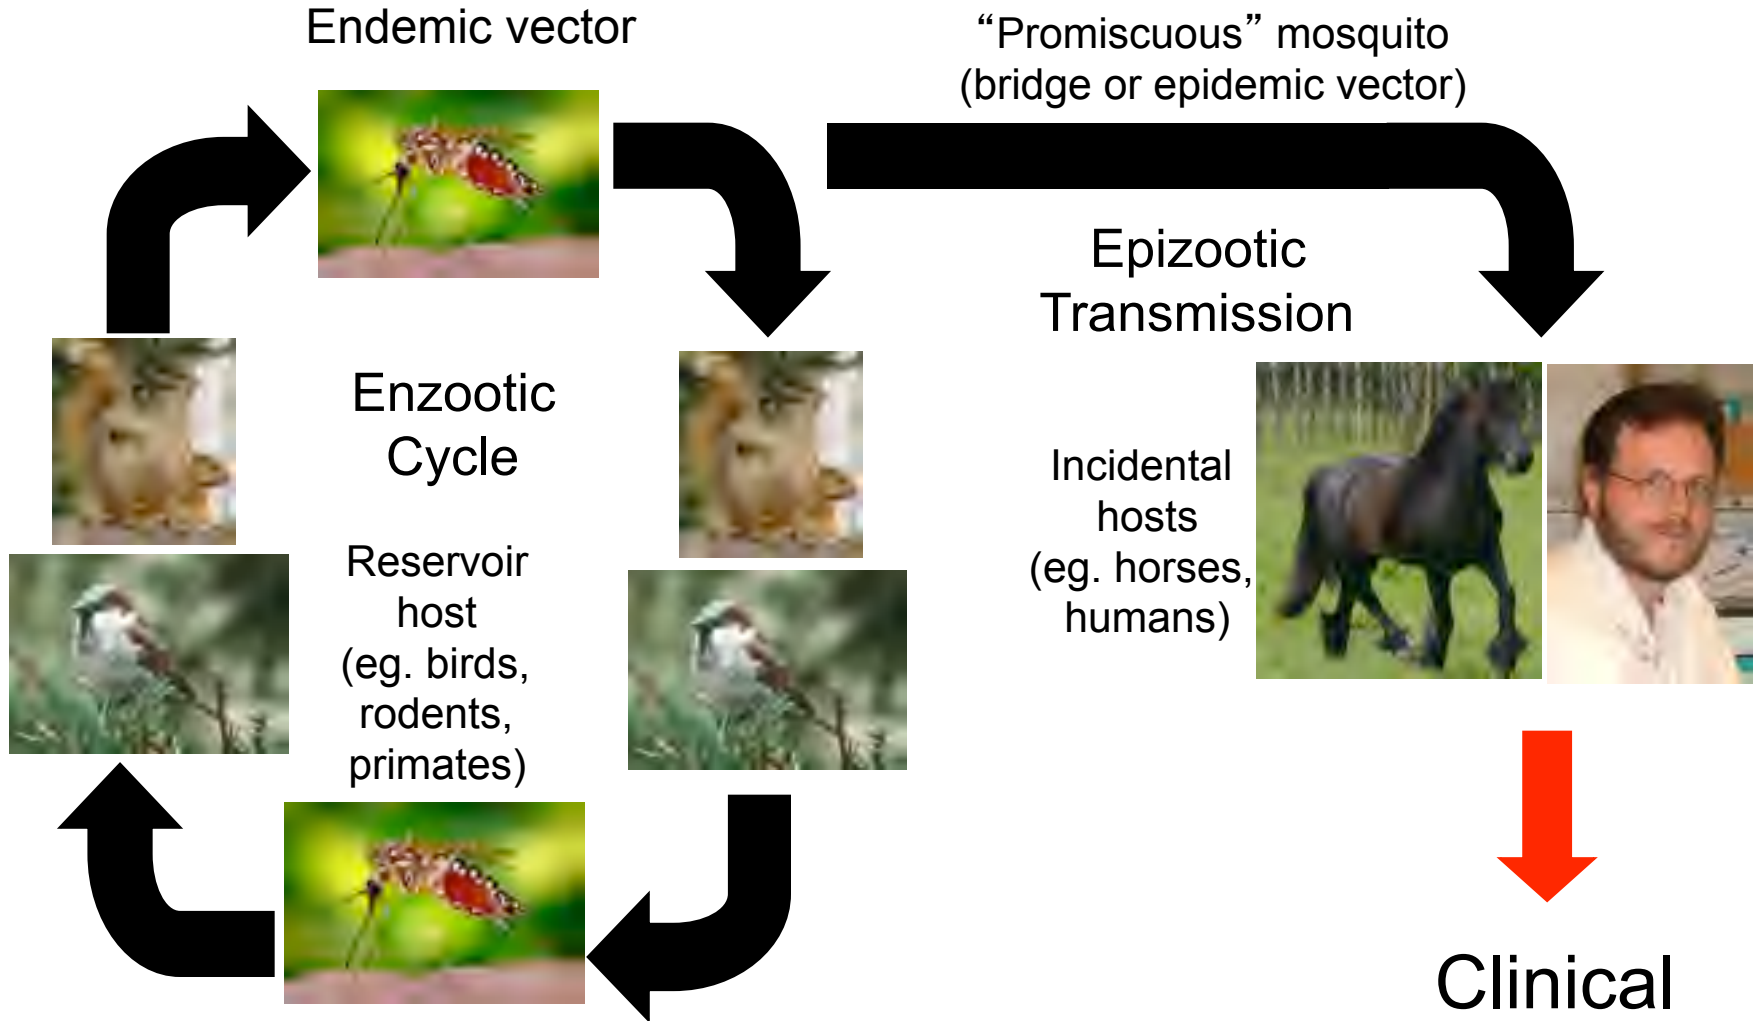 Endemic vector
“Promiscuous” mosquito
(bridge or epidemic vector)
Epizootic
Transmission
Enzootic
Cycle
Reservoir
host
(eg. birds,
rodents,
primates)
Incidental
hosts
(eg. horses,
humans)
Clinical